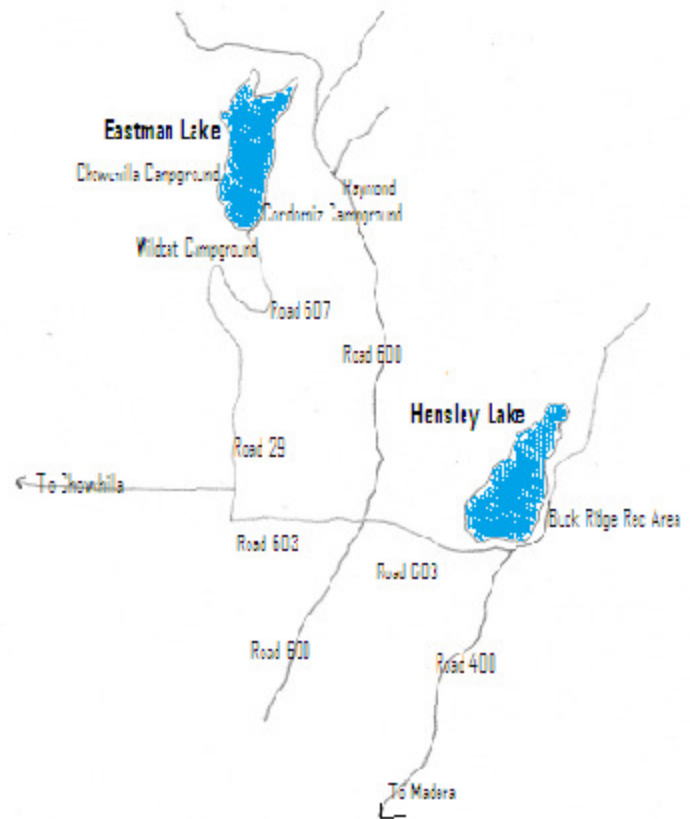 Eastman Lake
Chowchilla Campground
Raymond
Cordorniz Campground
Wildcat Campground
Road 607
Road 600
Hensley Lake
Road 29
To Chowchilla
Buck Ridge Rec Area
Road 603
Road 603
Road 600
Road 400
To Madera